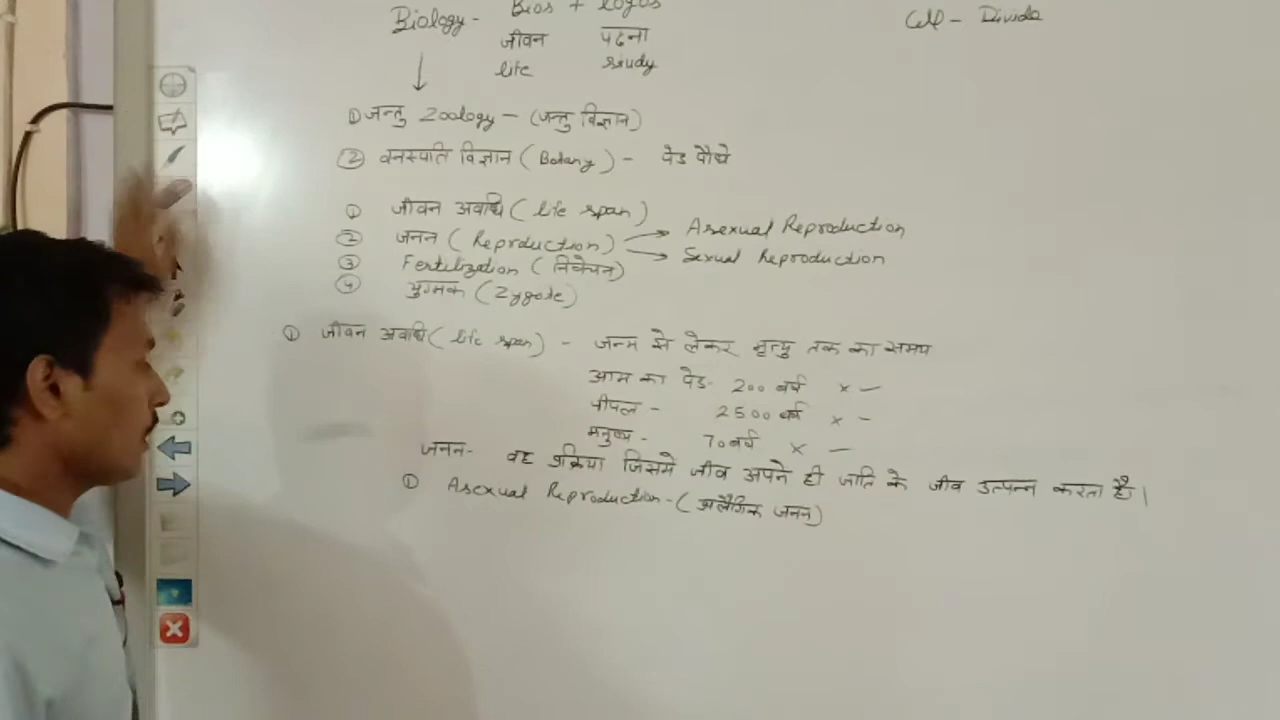 Biology - Bios + Logos
Cell - Divide
जीवन पढना
life study
① जन्तु Zoology - (जन्तु विज्ञान)
② वनस्पति विज्ञान (Botany) - पेड पौधे
① जीवन अवधि (life span)
② जनन (Reproduction) Asexual Reproduction
Sexual Reproduction
③ Fertilization (निषेचन)
④ युग्मक (Zygote)
① जीवन अवधि (life span) - जन्म से लेकर मृत्यु तक का समय
आम का पेड - 200 वर्ष × -
पीपल - 2500 वर्ष × -
मनुष्य - 70 वर्ष × -
जनन - वह प्रक्रिया जिसमे जीव अपने ही जाति के जीव उत्पन्न करता है।
① Asexual Reproduction - (अलैंगिक जनन)